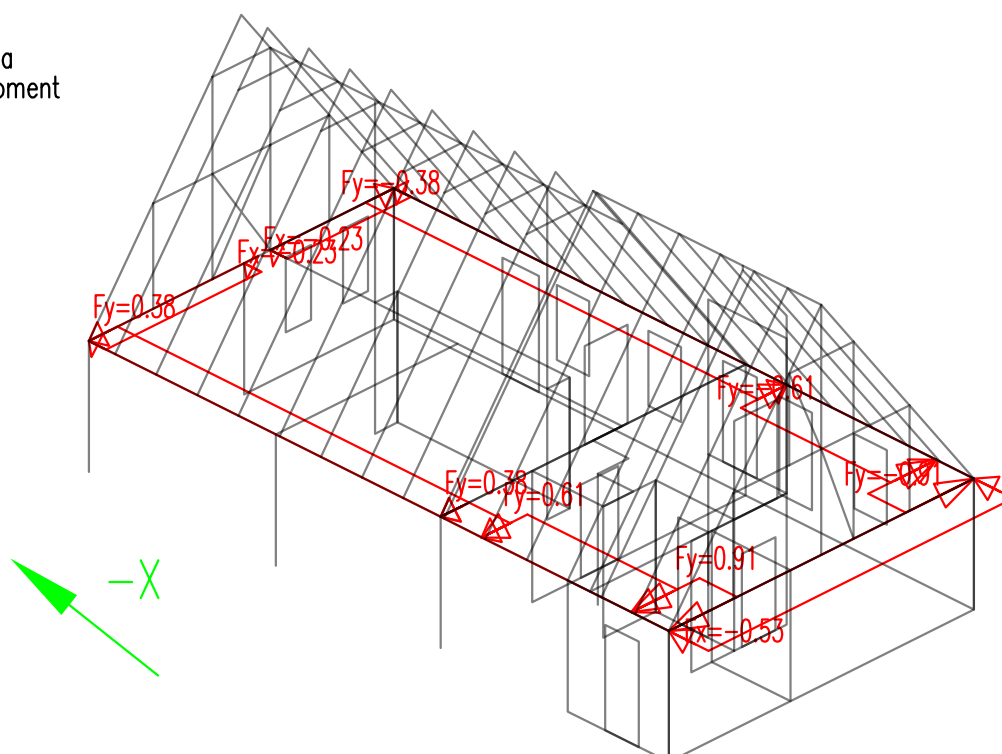 a
oment
Fy=-0.38
Fx=-0.23
Fx=-0.23
Fy=0.38
Fy=-0.61
Fy=0.38
Fy=0.61
Fy=0.91
Fx=-0.53
-X